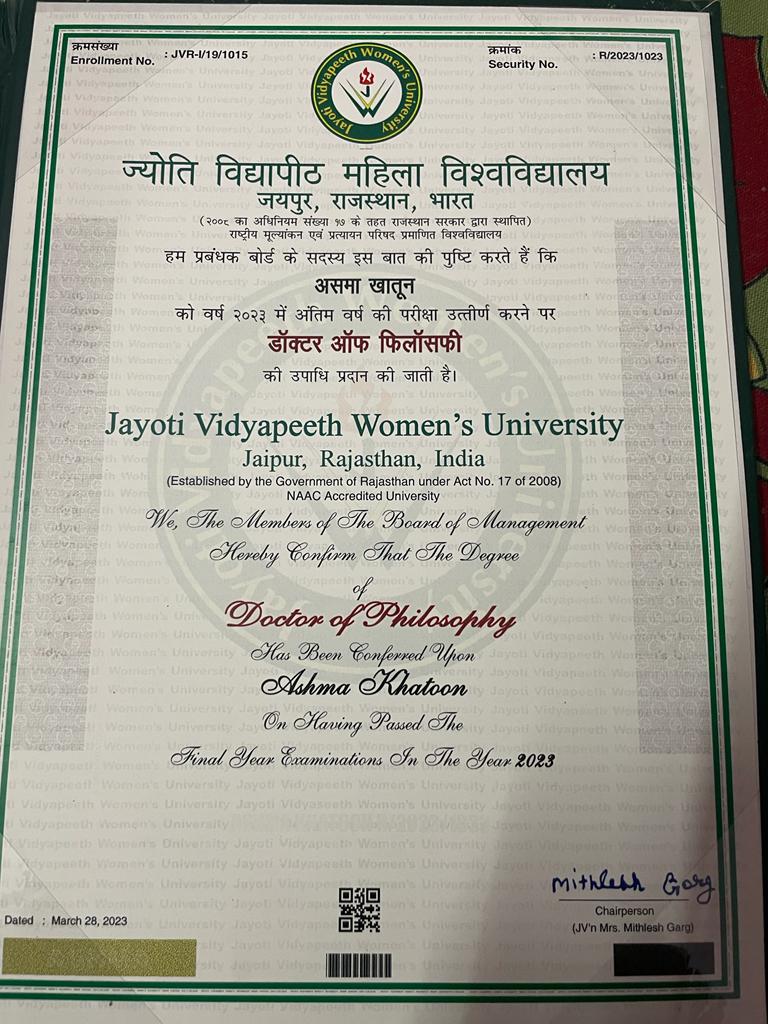 क्रमसंख्या
Enrollment No. : JVR-I/19/1015
क्रमांक
Security No. : R/2023/1023
Jayoti Vidyapeeth Women's University
ज्योति विद्यापीठ महिला विश्वविद्यालय
जयपुर, राजस्थान, भारत
(२००८ का अधिनियम संख्या १७ के तहत राजस्थान सरकार द्वारा स्थापित)
राष्ट्रीय मूल्यांकन एवं प्रत्यायन परिषद प्रमाणित विश्वविद्यालय
हम प्रबंधक बोर्ड के सदस्य इस बात की पुष्टि करते हैं कि
असमा खातून
को वर्ष २०२३ में अंतिम वर्ष की परीक्षा उत्तीर्ण करने पर
डॉक्टर ऑफ फिलॉसफी
की उपाधि प्रदान की जाती है।
Jayoti Vidyapeeth Women's University
Jaipur, Rajasthan, India
(Established by the Government of Rajasthan under Act No. 17 of 2008)
NAAC Accredited University
We, The Members of The Board of Management
Hereby Confirm That The Degree
of
Doctor of Philosophy
Has Been Conferred Upon
Ashma Khatoon
On Having Passed The
Final Year Examinations In The Year 2023
Mithlesh Garg
Dated : March 28, 2023
Chairperson
(JV'n Mrs. Mithlesh Garg)